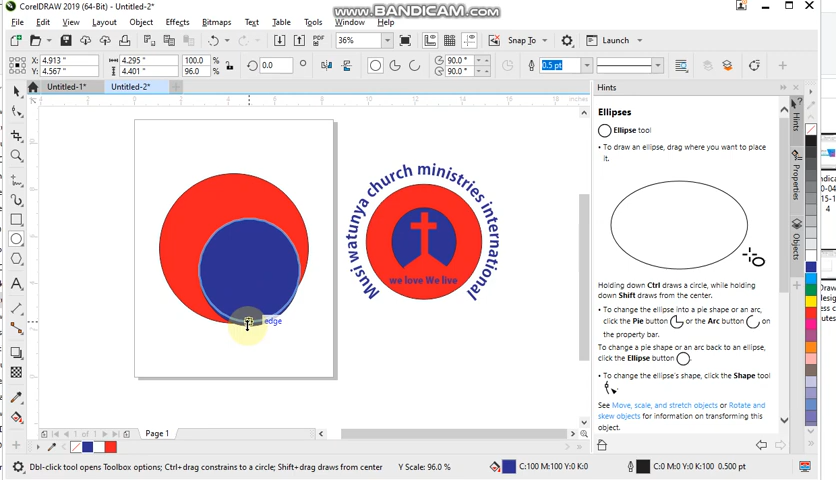 CorelDRAW 2019 (64-Bit) - Untitled-2*
WWW.BANDICAM.COM
File Edit View Layout Object Effects Bitmaps Text Table Tools Window Help
36% Snap To Launch
X: 4.913 "
Y: 4.567 "
4.295 "
4.401 "
100.0 %
96.0 %
0.0 °
90.0 °
90.0 °
0.5 pt
Untitled-1* Untitled-2*
inches
Musi watunya church ministries international
we love We live
edge
Hints
Ellipses
Ellipse tool
• To draw an ellipse, drag where you want to place
it.
Holding down Ctrl draws a circle, while holding
down Shift draws from the center.
• To change the ellipse to a pie shape or an arc,
click the Pie button or the Arc button on
the property bar.
To change a pie shape or an arc back to an ellipse,
click the Ellipse button.
• To change the ellipse's shape, click the Shape tool
.
See Move, scale, and stretch objects or Rotate and
skew objects for information on transforming this
object.
Hints
Properties
Objects
1 of 1
Page 1
Dbl-click tool opens Toolbox options; Ctrl+drag constrains to a circle; Shift+drag draws from center
Y Scale: 96.0 %
C:100 M:100 Y:0 K:0
C:0 M:0 Y:0 K:100 0.500 pt